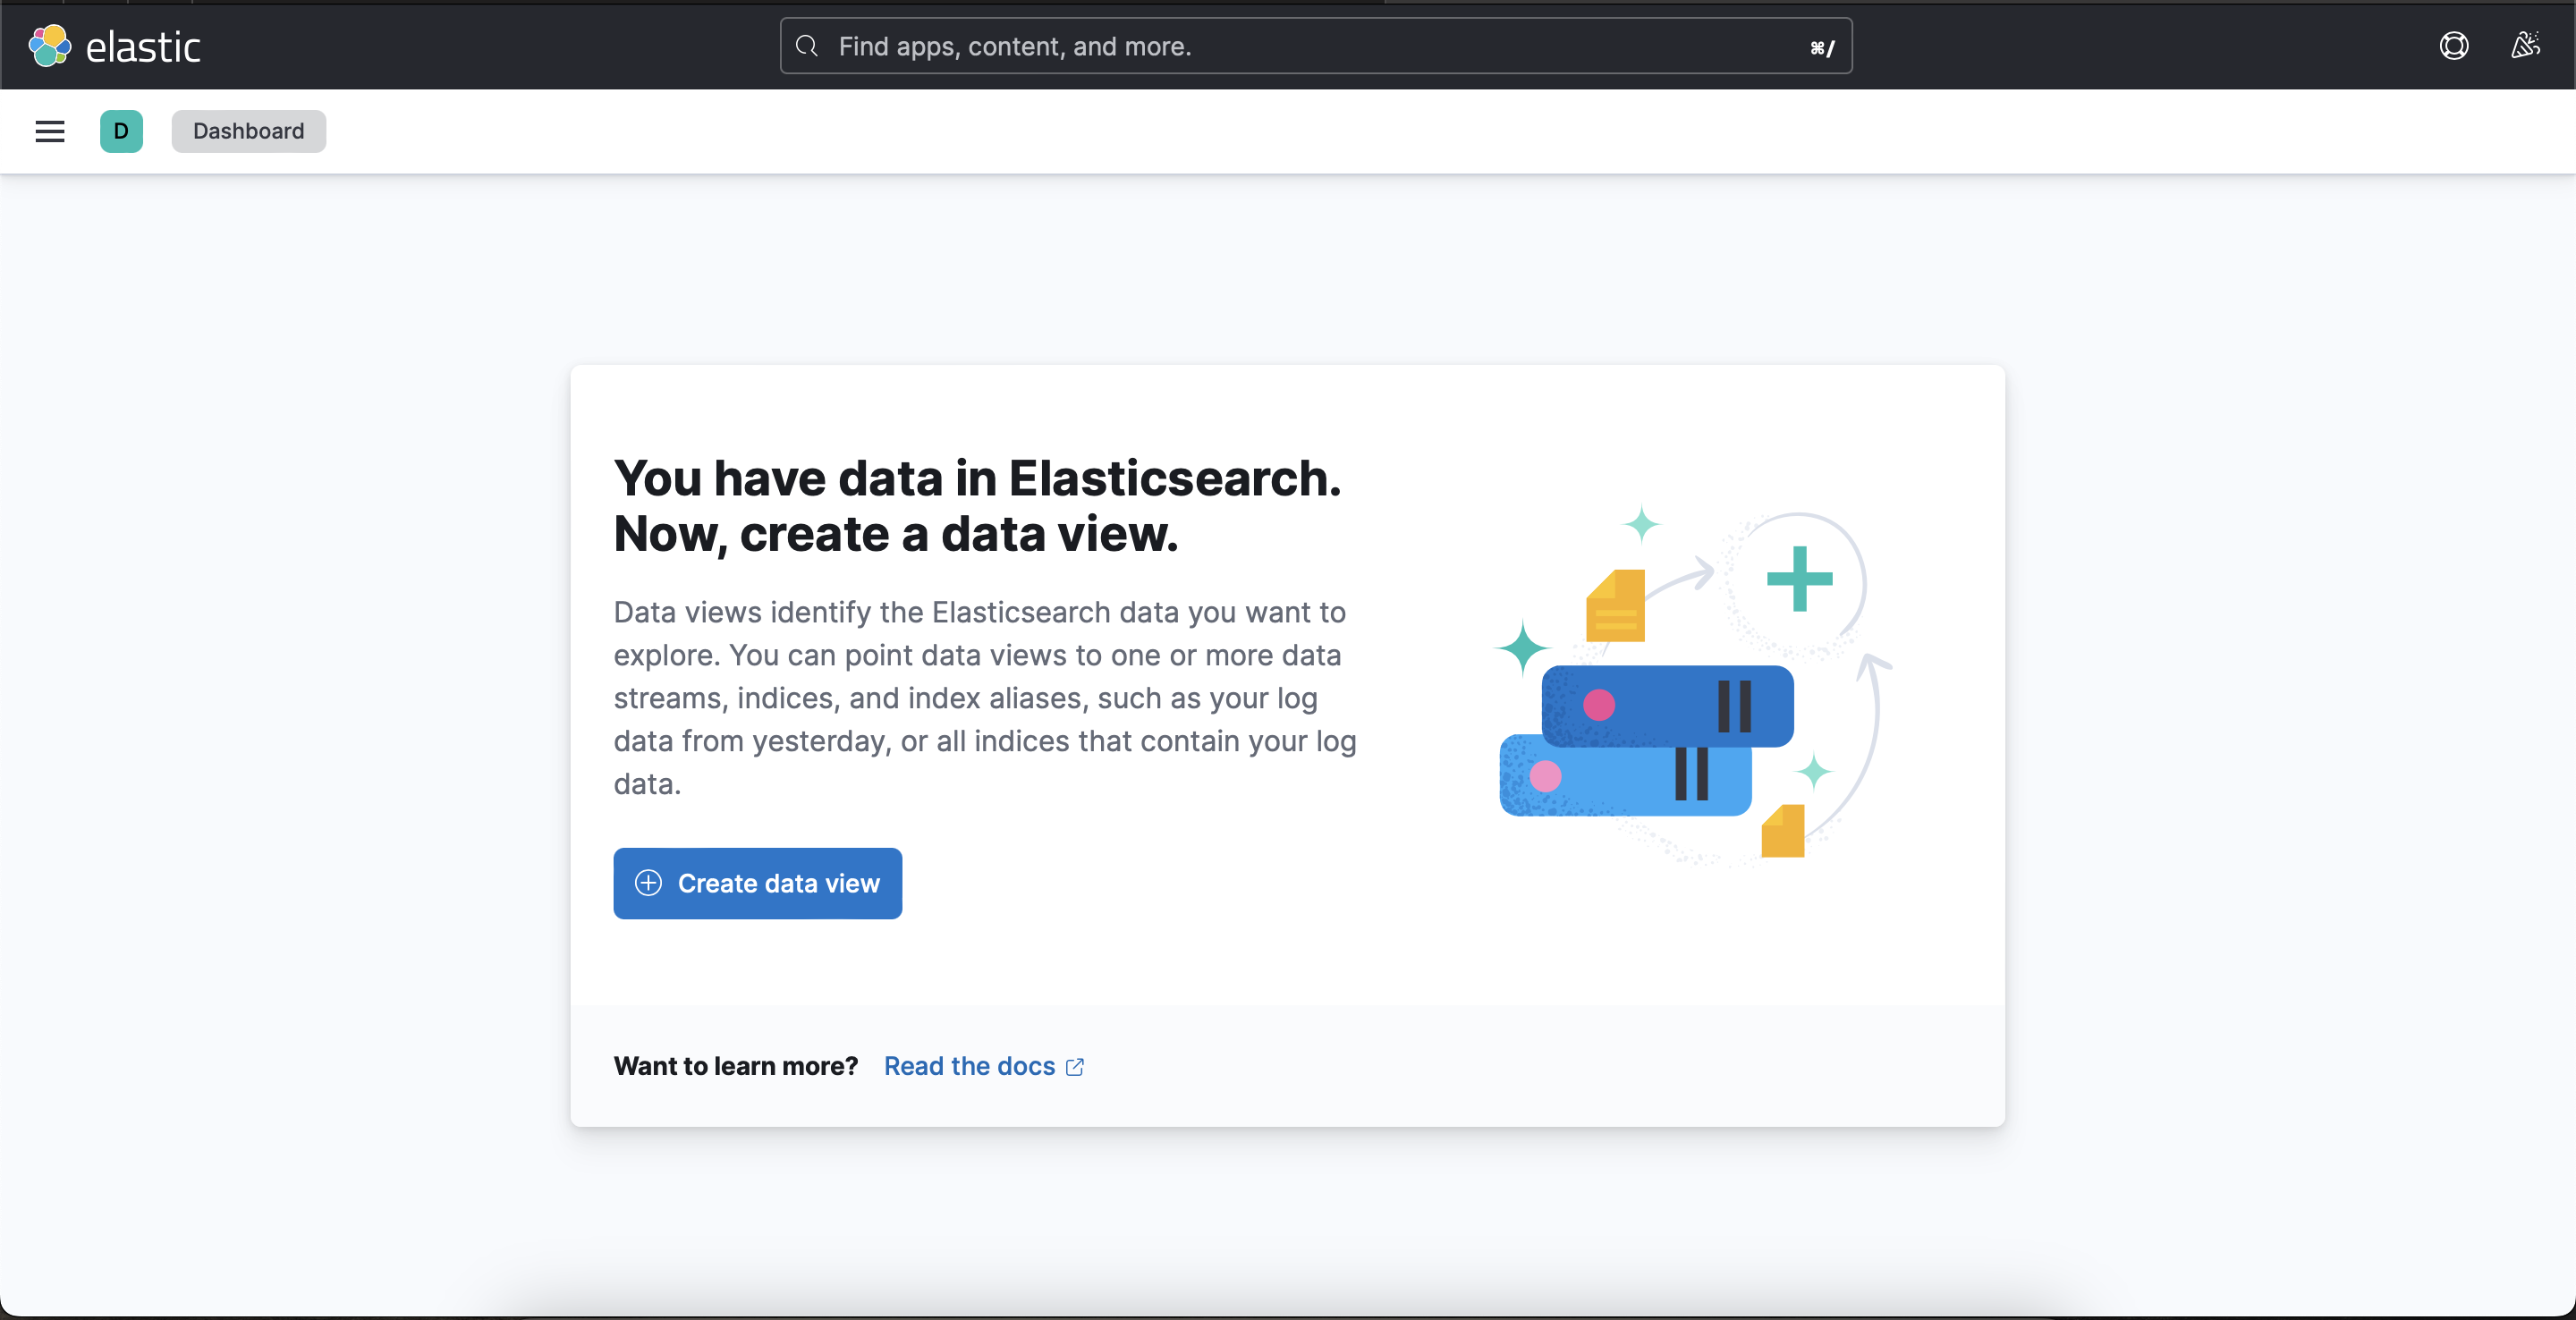 elastic
Find apps, content, and more.
⌘/
D
Dashboard
You have data in Elasticsearch.
Now, create a data view.
Data views identify the Elasticsearch data you want to
explore. You can point data views to one or more data
streams, indices, and index aliases, such as your log
data from yesterday, or all indices that contain your log
data.
Create data view
Want to learn more? Read the docs